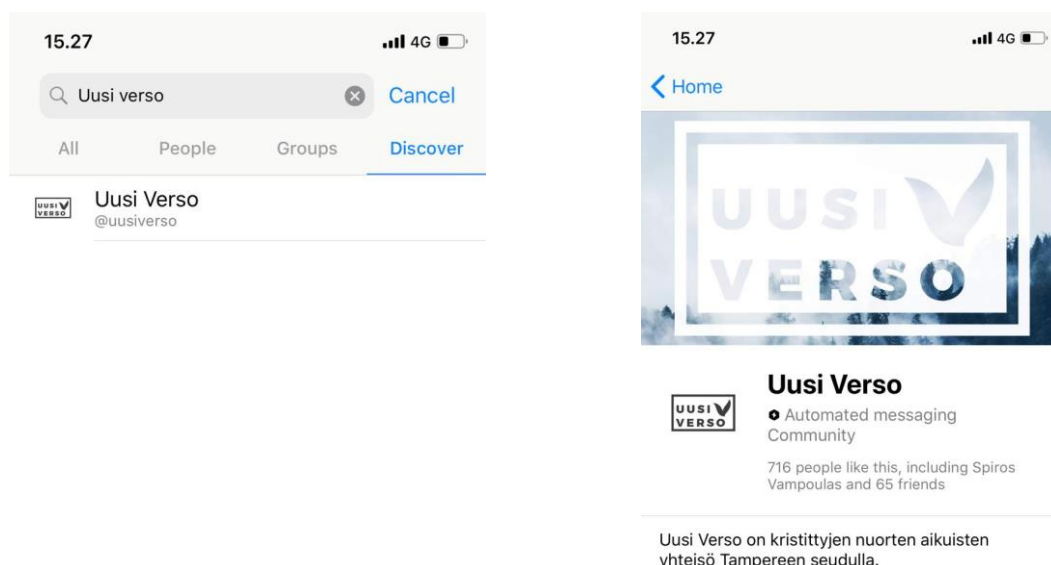 15.27
4G
Uusi verso
Cancel
All People Groups Discover
UUSI
VERSO
Uusi Verso
@uusiverso
15.27
4G
Home
UUSI
VERSO
UUSI
VERSO
Uusi Verso
Automated messaging
Community
716 people like this, including Spiros
Vampoulas and 65 friends
Uusi Verso on kristittyjen nuorten aikuisten
yhteisö Tampereen seudulla.